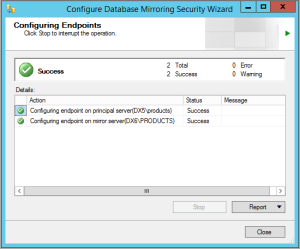 Configure Database Mirroring Security Wizard
Configuring Endpoints
Click Stop to interrupt the operation.
Success
2 Total 0 Error
2 Success 0 Warning
Details:
Action Status Message
Configuring endpoint on principal server(DX5\products) Success
Configuring endpoint on mirror server(DX6\PRODUCTS) Success
Stop Report
Close